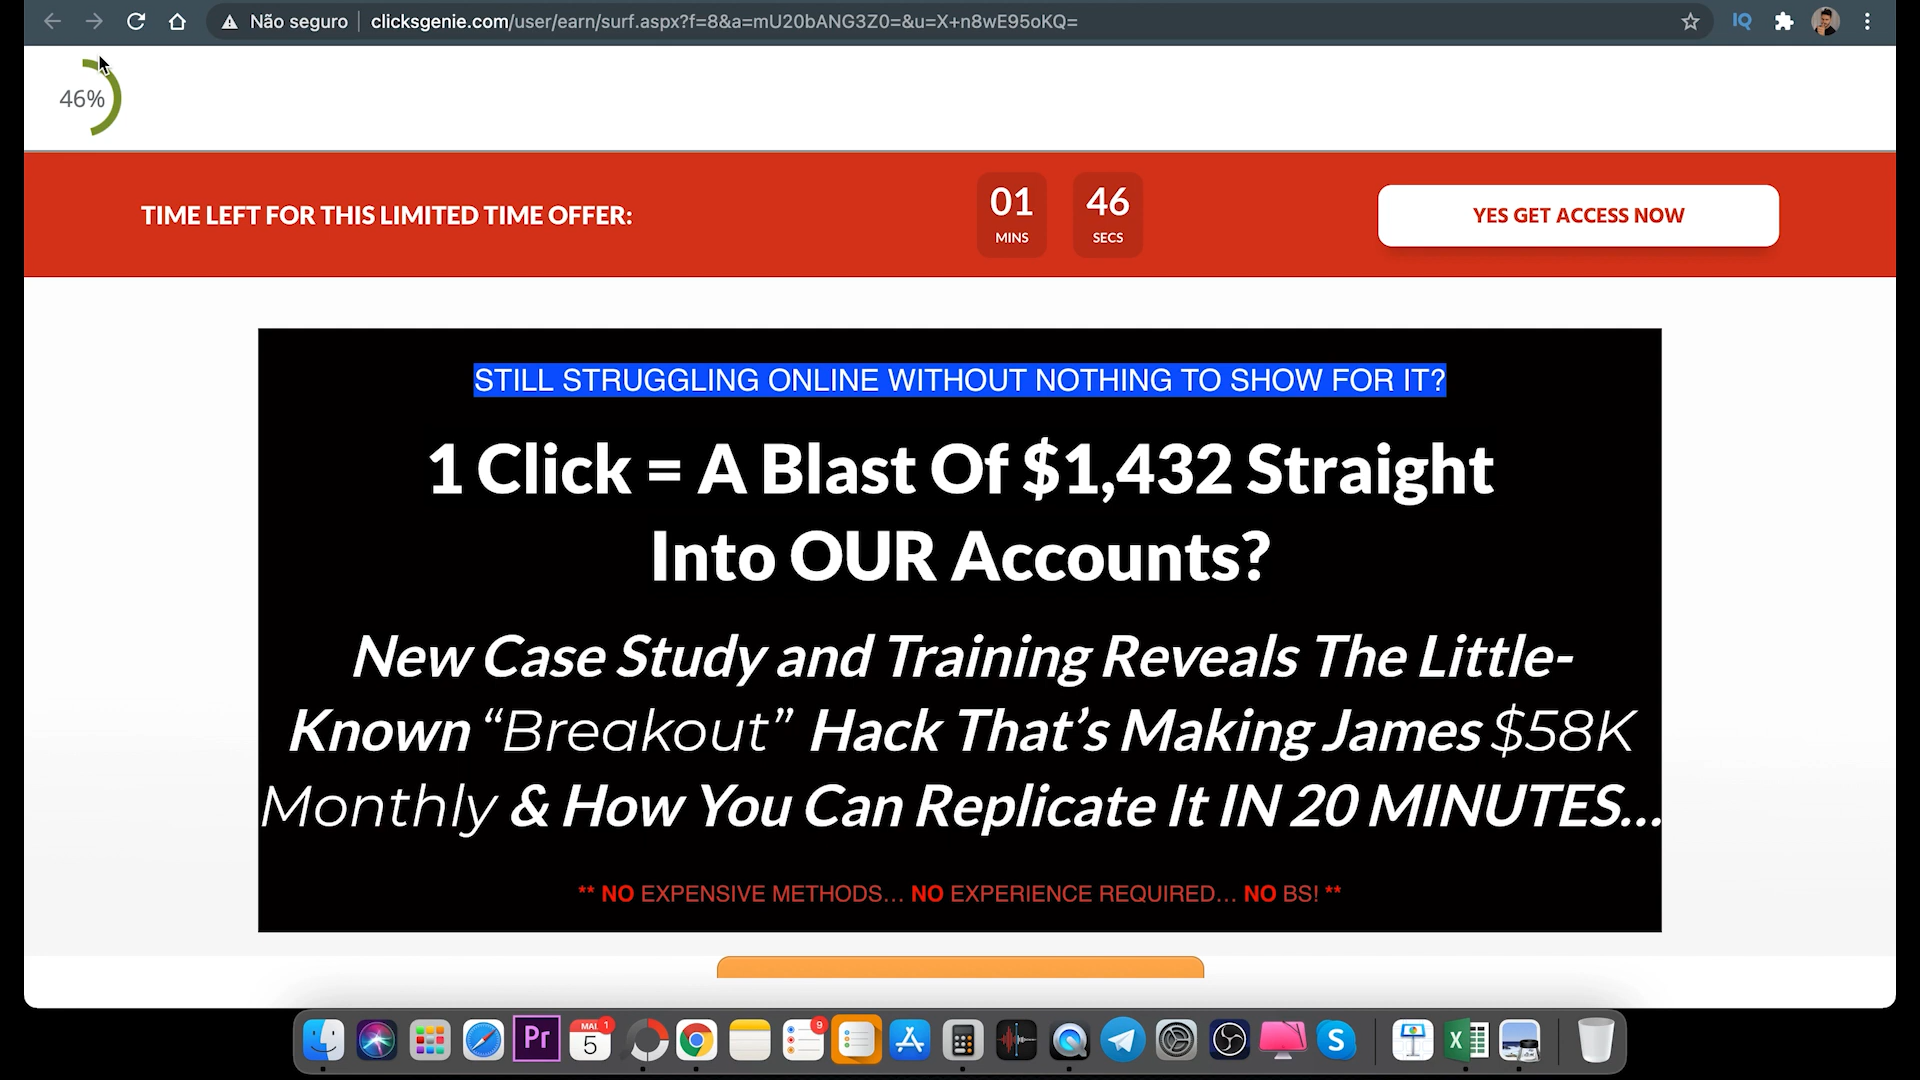 Não seguro
clicksgenie.com/user/earn/surf.aspx?f=8&a=mU20bANG3Z0=&u=X+n8wE95oKQ=
IQ
46%
TIME LEFT FOR THIS LIMITED TIME OFFER:
01
MINS
46
SECS
YES GET ACCESS NOW
STILL STRUGGLING ONLINE WITHOUT NOTHING TO SHOW FOR IT?
1 Click = A Blast Of $1,432 Straight
Into OUR Accounts?
New Case Study and Training Reveals The Little-
Known “Breakout” Hack That’s Making James $58K
Monthly & How You Can Replicate It IN 20 MINUTES...
** NO EXPENSIVE METHODS... NO EXPERIENCE REQUIRED... NO BS! **
Pr
MAI.
1
5
9